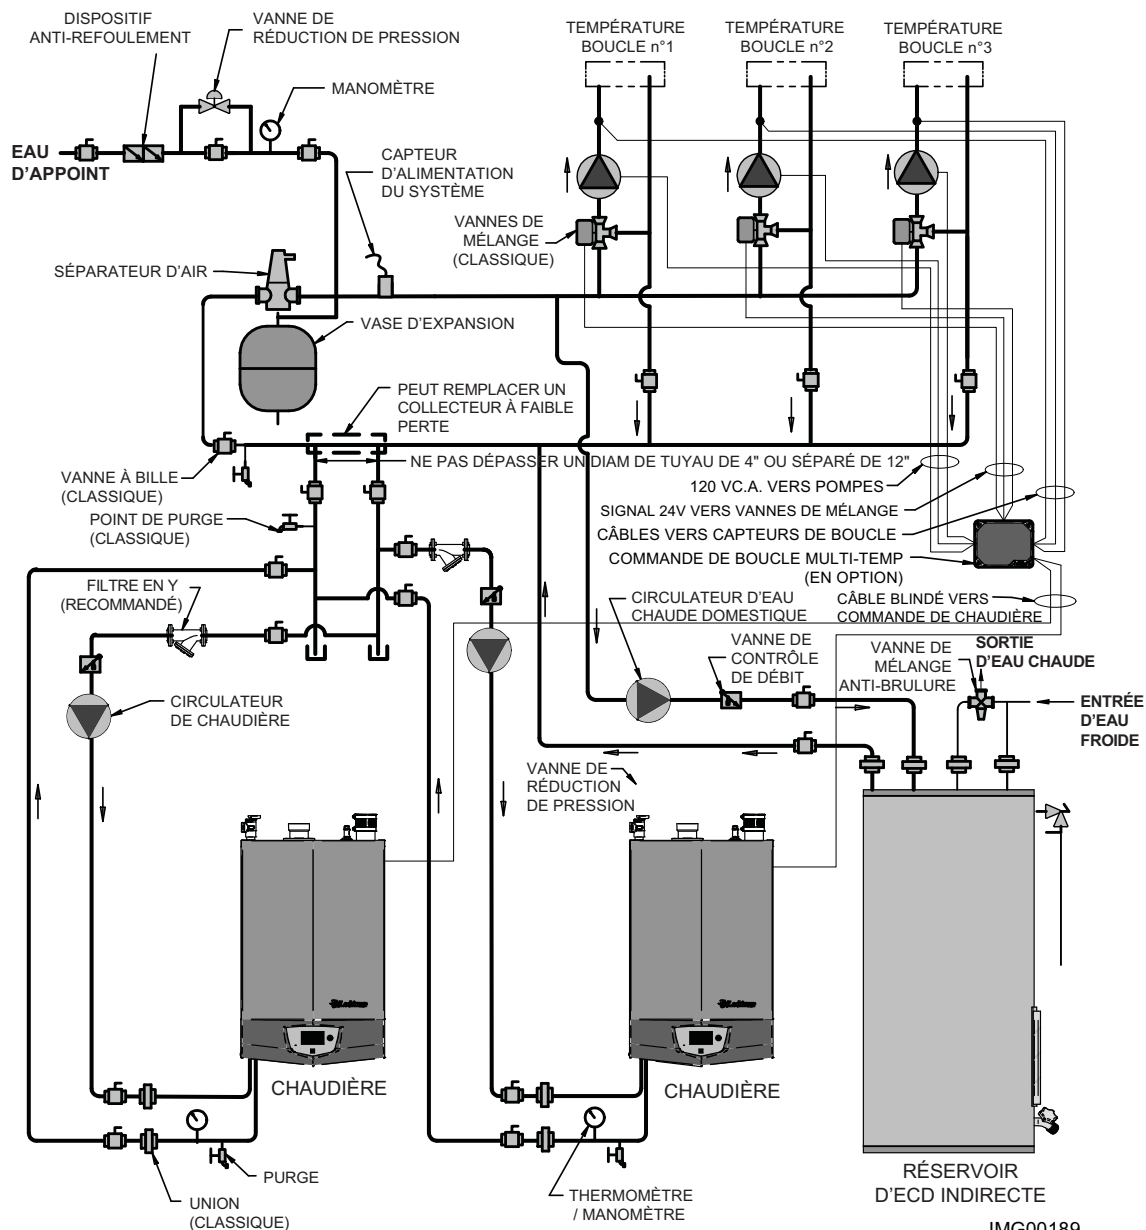 DISPOSITIF
ANTI-REFOULEMENT
VANNE DE
RÉDUCTION DE PRESSION
TEMPÉRATURE
BOUCLE n°1
TEMPÉRATURE
BOUCLE n°2
TEMPÉRATURE
BOUCLE n°3
MANOMÈTRE
EAU
D'APPOINT
CAPTEUR
D'ALIMENTATION
DU SYSTÈME
VANNES DE
MÉLANGE
(CLASSIQUE)
SÉPARATEUR D'AIR
VASE D'EXPANSION
PEUT REMPLACER UN
COLLECTEUR À FAIBLE
PERTE
NE PAS DÉPASSER UN DIAM DE TUYAU DE 4" OU SÉPARÉ DE 12"
VANNE À BILLE
(CLASSIQUE)
120 VC.A. VERS POMPES
SIGNAL 24V VERS VANNES DE MÉLANGE
POINT DE PURGE
(CLASSIQUE)
CÂBLES VERS CAPTEURS DE BOUCLE
COMMANDE DE BOUCLE MULTI-TEMP
(EN OPTION)
FILTRE EN Y
(RECOMMANDÉ)
CIRCULATEUR D'EAU
CHAUDE DOMESTIQUE
CÂBLE BLINDÉ VERS
COMMANDE DE CHAUDIÈRE
VANNE DE
CONTRÔLE
DE DÉBIT
VANNE DE
MÉLANGE
ANTI-BRULURE
SORTIE
D'EAU CHAUDE
CIRCULATEUR
DE CHAUDIÈRE
ENTRÉE
D'EAU
FROIDE
VANNE DE
RÉDUCTION
DE PRESSION
CHAUDIÈRE
CHAUDIÈRE
PURGE
UNION
(CLASSIQUE)
THERMOMÈTRE
/ MANOMÈTRE
RÉSERVOIR
D'ECD INDIRECTE
IMG00189